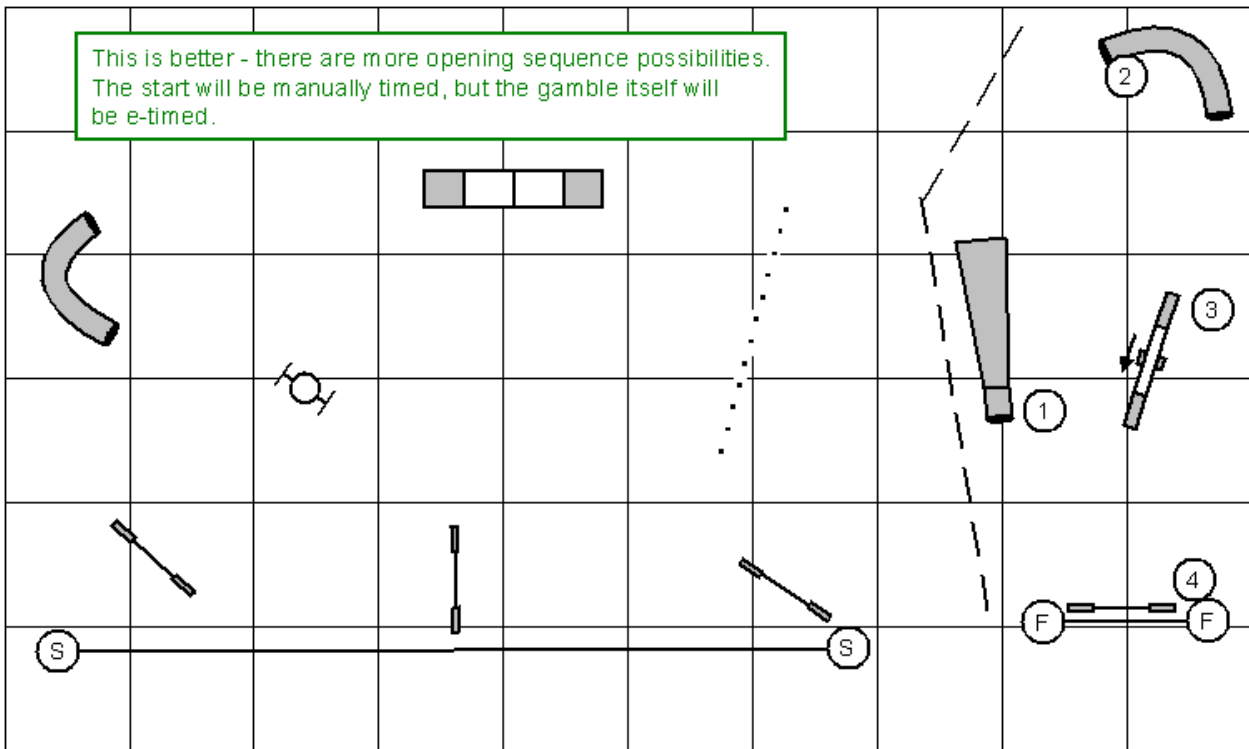 This is better - there are more opening sequence possibilities.
The start will be manually timed, but the gamble itself will
be e-timed.
2
3
1
4
F
F
S
S